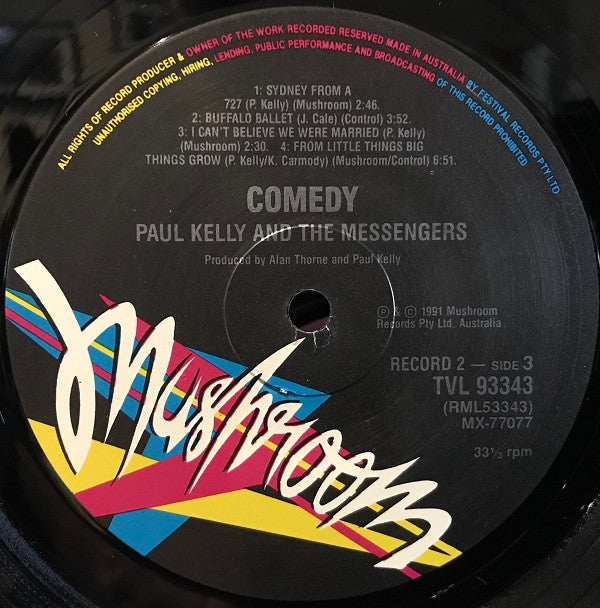 ALL RIGHTS OF RECORD PRODUCER & OWNER OF THE WORK RECORDED RESERVED MADE IN AUSTRALIA BY FESTIVAL RECORDS PTY LTD
UNAUTHORISED COPYING, HIRING, LENDING, PUBLIC PERFORMANCE AND BROADCASTING OF THIS RECORD PROHIBITED
1: SYDNEY FROM A
727 (P. Kelly) (Mushroom) 2:46.
2: BUFFALO BALLET (J. Cale) (Control) 3:52.
3: I CAN'T BELIEVE WE WERE MARRIED (P. Kelly)
(Mushroom) 2:30. 4: FROM LITTLE THINGS BIG
THINGS GROW (P. Kelly/K. Carmody) (Mushroom/Control) 6:51.
COMEDY
PAUL KELLY AND THE MESSENGERS
Produced by Alan Thorne and Paul Kelly
℗ & © 1991 Mushroom
Records Pty Ltd. Australia
RECORD 2 — SIDE 3
TVL 93343
(RML53343)
MX-77077
33⅓ rpm
Mushroom